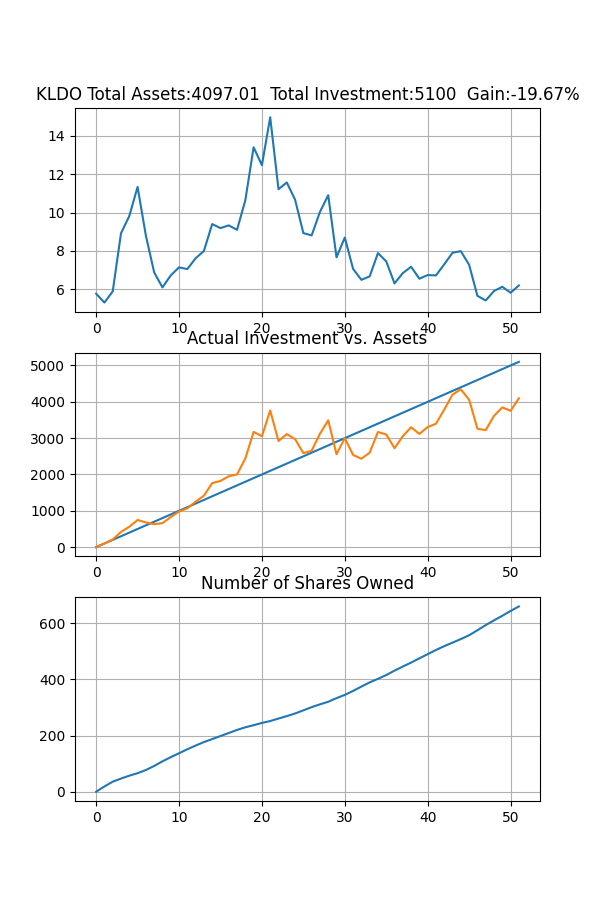 KLDO Total Assets:4097.01  Total Investment:5100  Gain:-19.67%
14
12
10
8
6
0 10 20 30 40 50
Actual Investment vs. Assets
5000
4000
3000
2000
1000
0
0 10 20 30 40 50
Number of Shares Owned
600
400
200
0
0 10 20 30 40 50